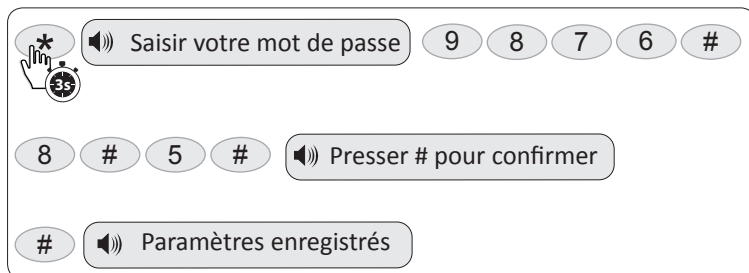 * Saisir votre mot de passe 9 8 7 6 #
3s
8 # 5 # Presser # pour confirmer
# Paramètres enregistrés